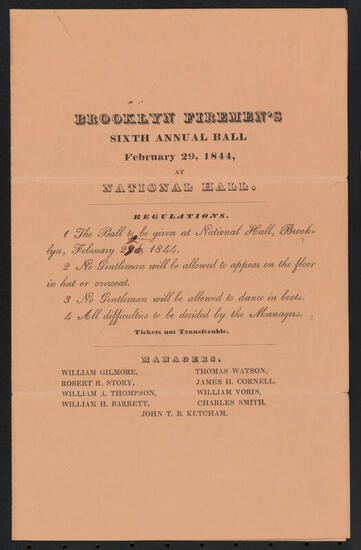 BROOKLYN FIREMEN'S
SIXTH ANNUAL BALL
February 29, 1844,
AT
NATIONAL HALL.
REGULATIONS.
1 The Ball to be given at National Hall, Brook-
lyn, February 29, 1844.
2 No Gentleman will be allowed to appear on the floor
in hat or overcoat.
3 No Gentleman will be allowed to dance in boots.
4 All difficulties to be decided by the Managers.
Tickets not Transferable.
MANAGERS.
WILLIAM GILMORE, THOMAS WATSON,
ROBERT R. STORY, JAMES H. CORNELL,
WILLIAM A. THOMPSON, WILLIAM VORIS,
WILLIAM H. BARRETT, CHARLES SMITH,
JOHN T. B. KETCHAM.